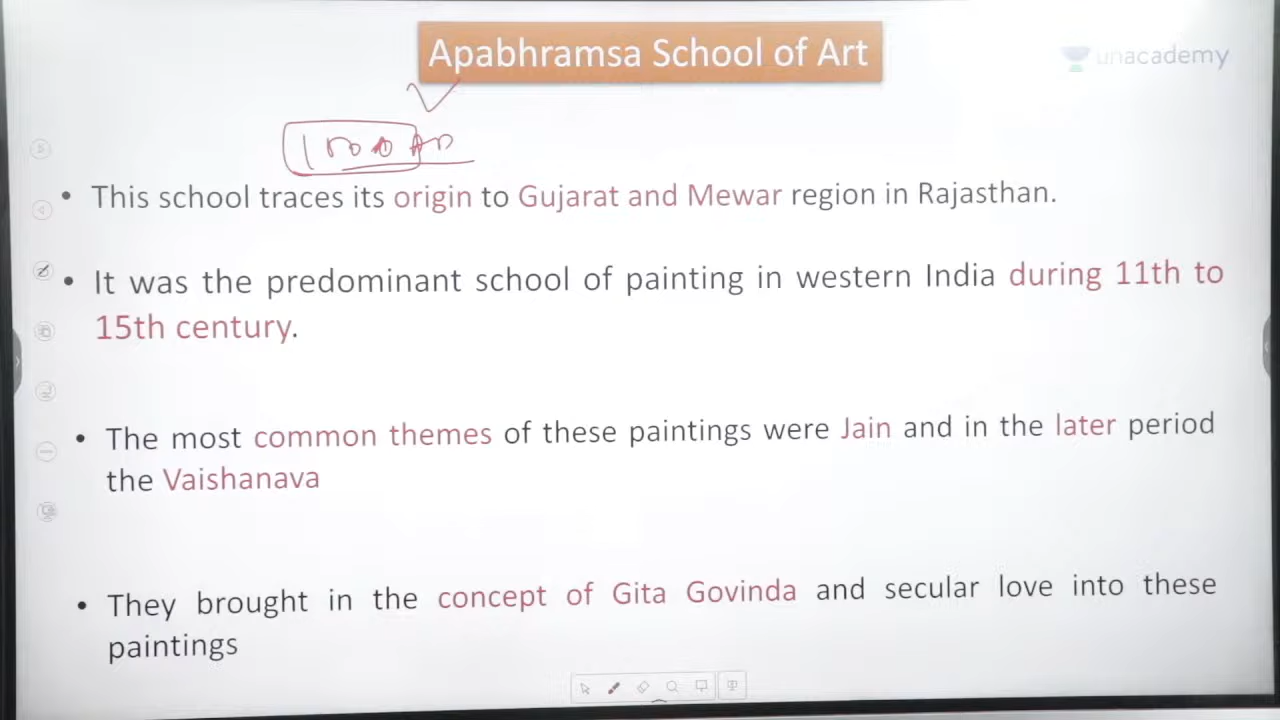 Apabhramsa School of Art
unacademy
1000 AD
• This school traces its origin to Gujarat and Mewar region in Rajasthan.
• It was the predominant school of painting in western India during 11th to
15th century.
• The most common themes of these paintings were Jain and in the later period
the Vaishanava
• They brought in the concept of Gita Govinda and secular love into these
paintings